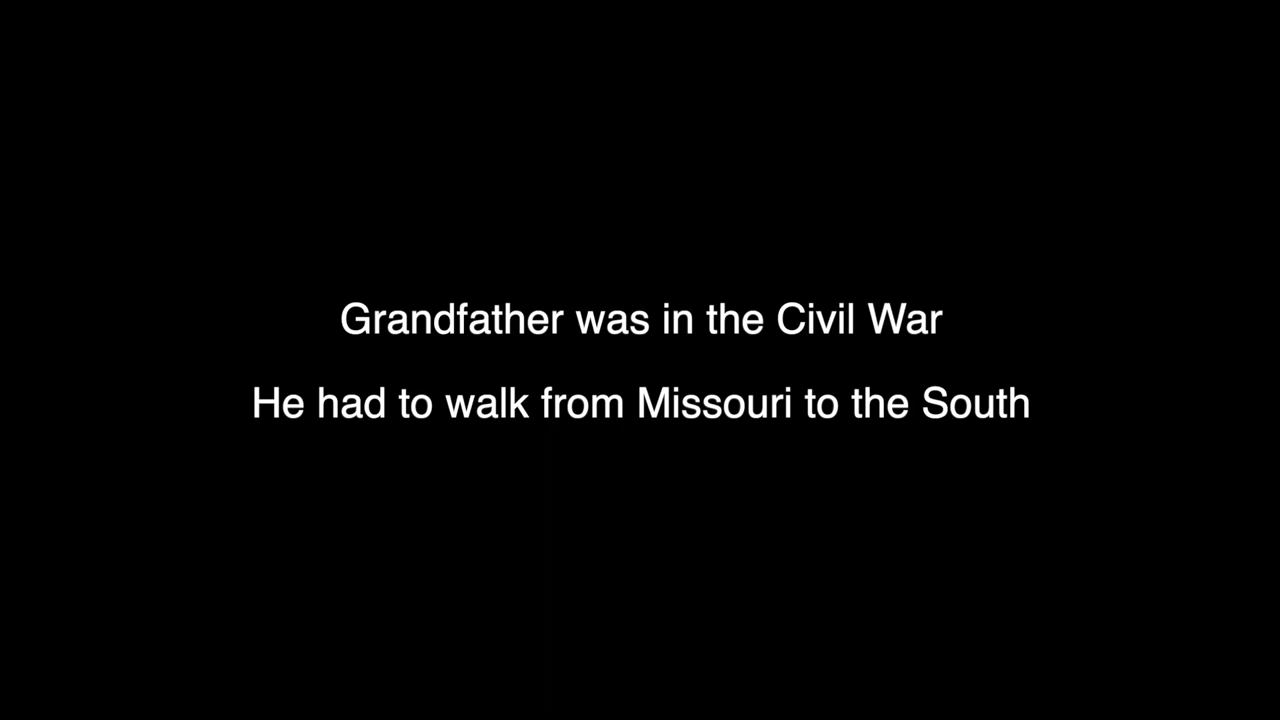 Grandfather was in the Civil War
He had to walk from Missouri to the South